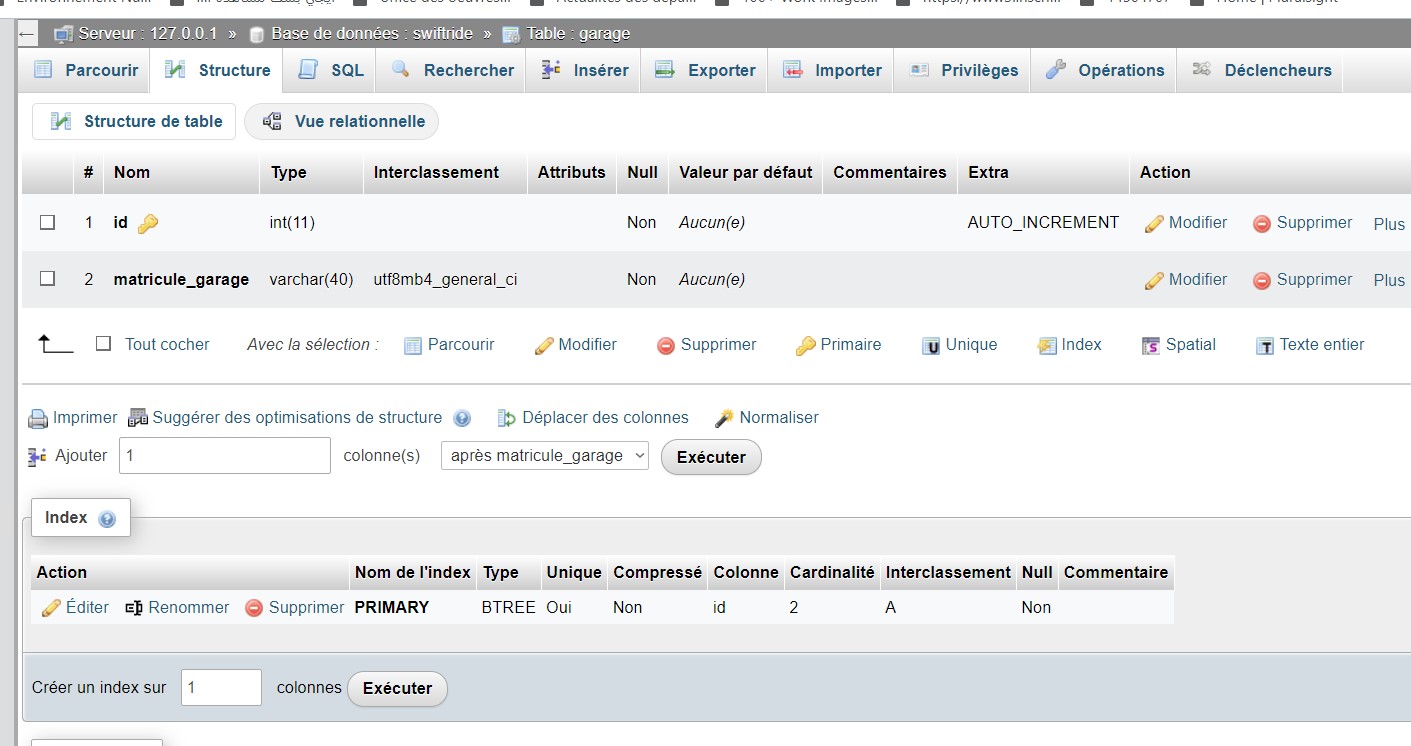 Serveur : 127.0.0.1 » Base de données : swiftride » Table : garage
Parcourir Structure SQL Rechercher Insérer Exporter Importer Privilèges Opérations Déclencheurs
Structure de table Vue relationnelle
# Nom Type Interclassement Attributs Null Valeur par défaut Commentaires Extra Action
1 id int(11) Non Aucun(e) AUTO_INCREMENT Modifier Supprimer Plus
2 matricule_garage varchar(40) utf8mb4_general_ci Non Aucun(e) Modifier Supprimer Plus
Tout cocher Avec la sélection : Parcourir Modifier Supprimer Primaire Unique Index Spatial Texte entier
Imprimer Suggérer des optimisations de structure Déplacer des colonnes Normaliser
Ajouter 1 colonne(s) après matricule_garage Exécuter
Index
Action Nom de l'index Type Unique Compressé Colonne Cardinalité Interclassement Null Commentaire
Éditer Renommer Supprimer PRIMARY BTREE Oui Non id 2 A Non
Créer un index sur 1 colonnes Exécuter